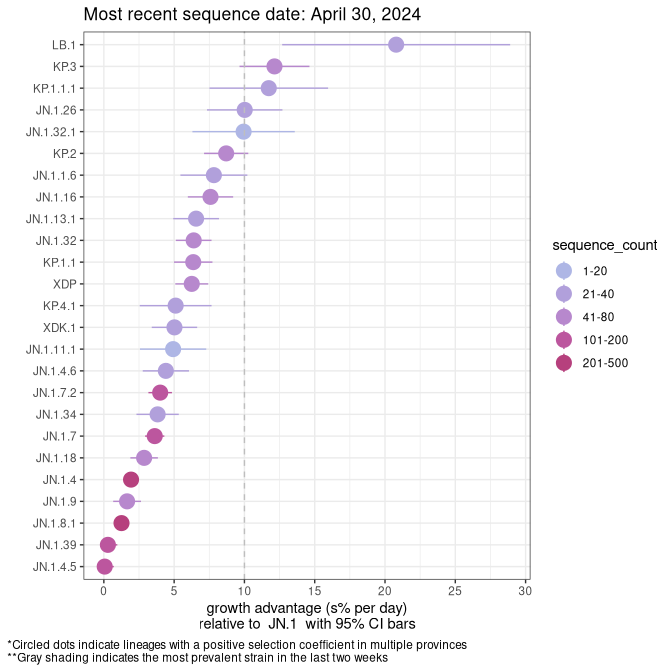 Most recent sequence date: April 30, 2024
LB.1
KP.3
KP.1.1.1
JN.1.26
JN.1.32.1
KP.2
JN.1.1.6
JN.1.16
JN.1.13.1
JN.1.32
KP.1.1
XDP
KP.4.1
XDK.1
JN.1.11.1
JN.1.4.6
JN.1.7.2
JN.1.34
JN.1.7
JN.1.18
JN.1.4
JN.1.9
JN.1.8.1
JN.1.39
JN.1.4.5
0 5 10 15 20 25 30
growth advantage (s% per day)
relative to JN.1 with 95% CI bars
sequence_count
1-20
21-40
41-80
101-200
201-500
*Circled dots indicate lineages with a positive selection coefficient in multiple provinces
**Gray shading indicates the most prevalent strain in the last two weeks